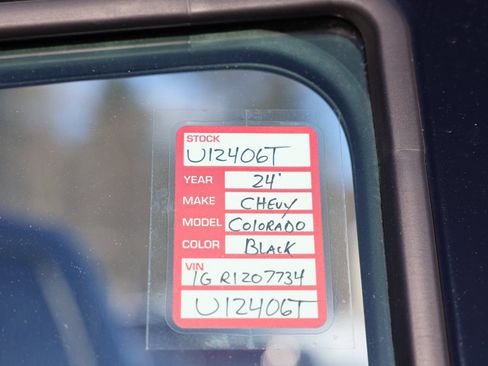 STOCK
U12406T
YEAR 24'
MAKE CHEVY
MODEL COLORADO
COLOR BLACK
VIN
1G R1207734
U12406T